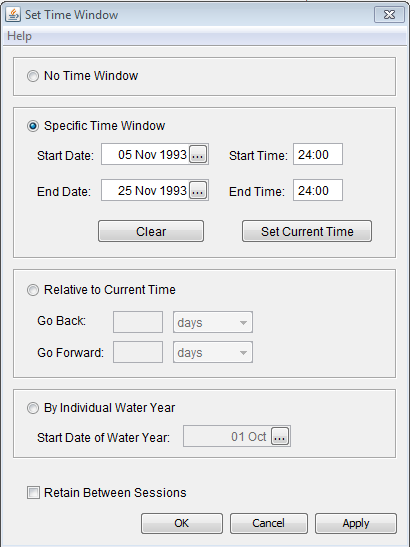 Set Time Window
Help
No Time Window
Specific Time Window
Start Date: 05 Nov 1993 ... Start Time: 24:00
End Date: 25 Nov 1993 ... End Time: 24:00
Clear Set Current Time
Relative to Current Time
Go Back: days
Go Forward: days
By Individual Water Year
Start Date of Water Year: 01 Oct ...
Retain Between Sessions
OK Cancel Apply